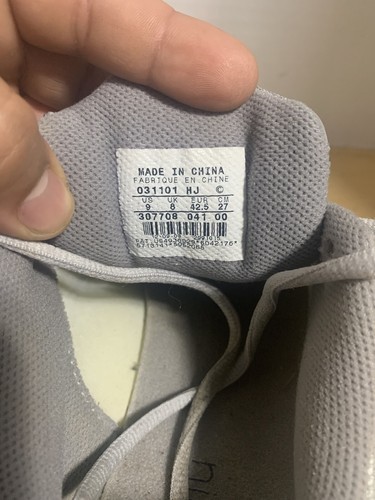 MADE IN CHINA
FABRIQUE EN CHINE
031101 HJ ©
US UK EUR CM
9 8 42.5 27
307708 041 00